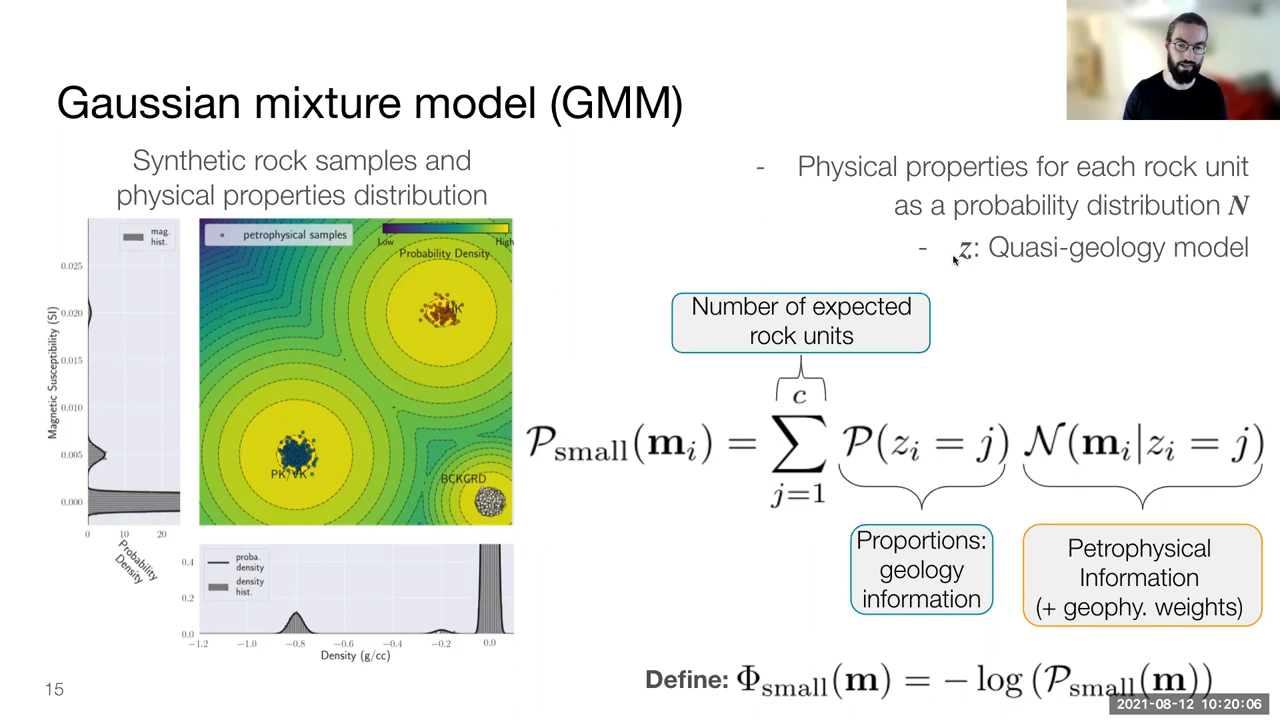 Gaussian mixture model (GMM)
Synthetic rock samples and
physical properties distribution
- Physical properties for each rock unit
as a probability distribution N
- z: Quasi-geology model
mag.
hist.
0.025
0.020
0.015
0.010
0.005
0.000
Magnetic Susceptibility (SI)
0 10 20
Probability
Density
petrophysical samples
Low High
Probability Density
HK
PK/VK
BCKGRD
proba.
density
density
hist.
0.4
0.2
0.0
−1.2 −1.0 −0.8 −0.6 −0.4 −0.2 0.0
Density (g/cc)
Number of expected
rock units
𝒫small(mᵢ) = ∑_{j=1}^{c} 𝒫(zᵢ = j) 𝒩(mᵢ|zᵢ = j)
Proportions:
geology
information
Petrophysical
Information
(+ geophy. weights)
Define: Φsmall(m) = − log (𝒫small(m))
15
2021-08-12 10:20:06